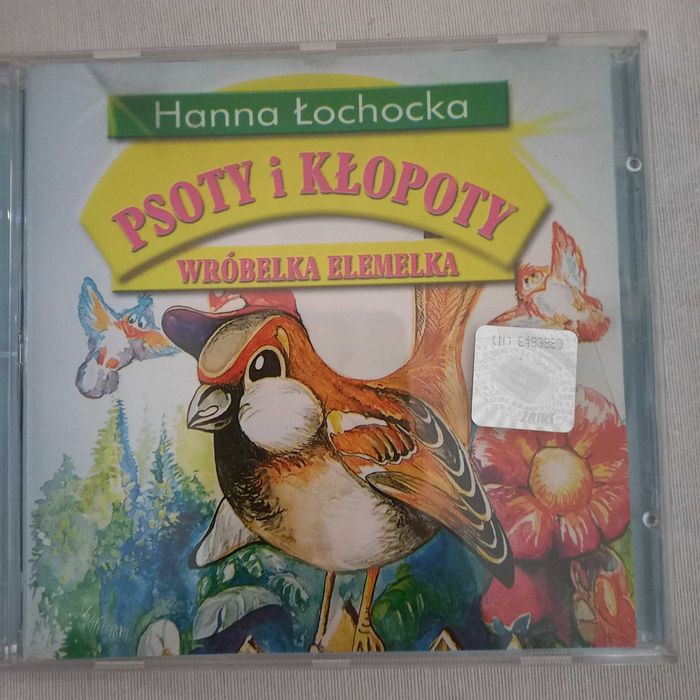 Hanna Łochocka
PSOTY i KŁOPOTY
WRÓBELKA ELEMELKA